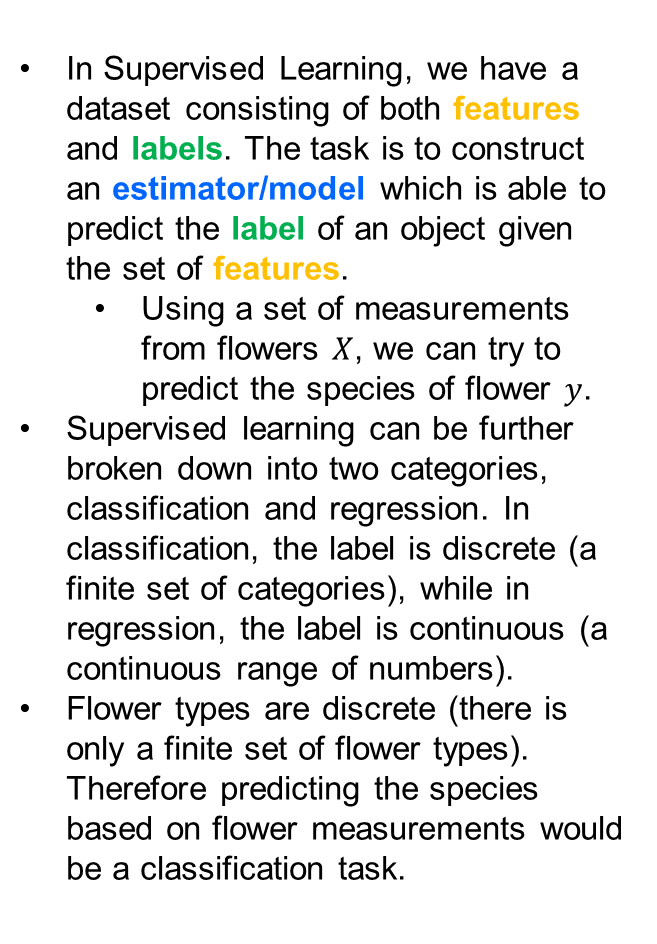 • In Supervised Learning, we have a
dataset consisting of both features
and labels. The task is to construct
an estimator/model which is able to
predict the label of an object given
the set of features.
• Using a set of measurements
from flowers X, we can try to
predict the species of flower y.
• Supervised learning can be further
broken down into two categories,
classification and regression. In
classification, the label is discrete (a
finite set of categories), while in
regression, the label is continuous (a
continuous range of numbers).
• Flower types are discrete (there is
only a finite set of flower types).
Therefore predicting the species
based on flower measurements would
be a classification task.